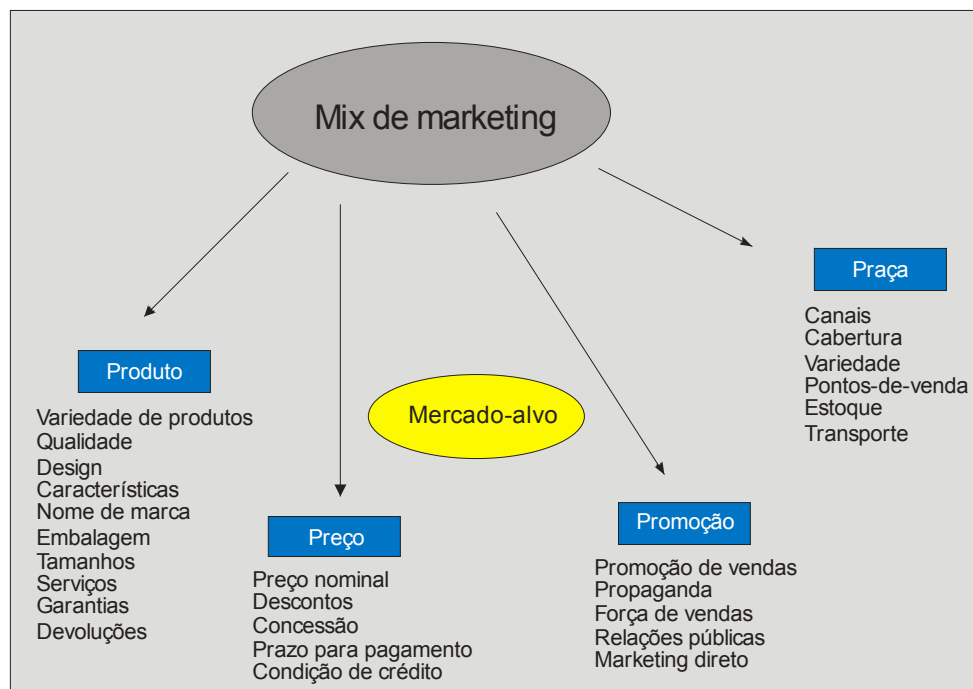 Mix de marketing
Produto
Variedade de produtos
Qualidade
Design
Características
Nome de marca
Embalagem
Tamanhos
Serviços
Garantias
Devoluções
Preço
Preço nominal
Descontos
Concessão
Prazo para pagamento
Condição de crédito
Mercado-alvo
Promoção
Promoção de vendas
Propaganda
Força de vendas
Relações públicas
Marketing direto
Praça
Canais
Cabertura
Variedade
Pontos-de-venda
Estoque
Transporte